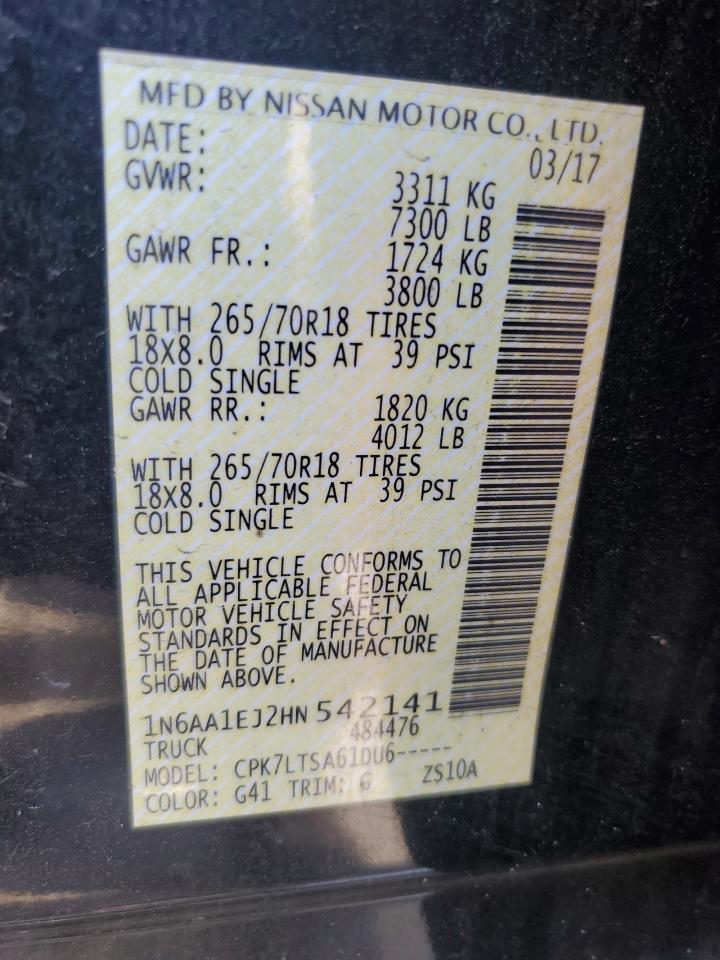 MFD BY NISSAN MOTOR CO., LTD.
DATE: 03/17
GVWR: 3311 KG
7300 LB
GAWR FR.: 1724 KG
3800 LB
WITH 265/70R18 TIRES
18X8.0 RIMS AT 39 PSI
COLD SINGLE
GAWR RR.: 1820 KG
4012 LB
WITH 265/70R18 TIRES
18X8.0 RIMS AT 39 PSI
COLD SINGLE
THIS VEHICLE CONFORMS TO
ALL APPLICABLE FEDERAL
MOTOR VEHICLE SAFETY
STANDARDS IN EFFECT ON
THE DATE OF MANUFACTURE
SHOWN ABOVE.
1N6AA1EJ2HN542141
484476
TRUCK
MODEL: CPK7LTSA61DU6-----
COLOR: G41 TRIM: G ZS10A